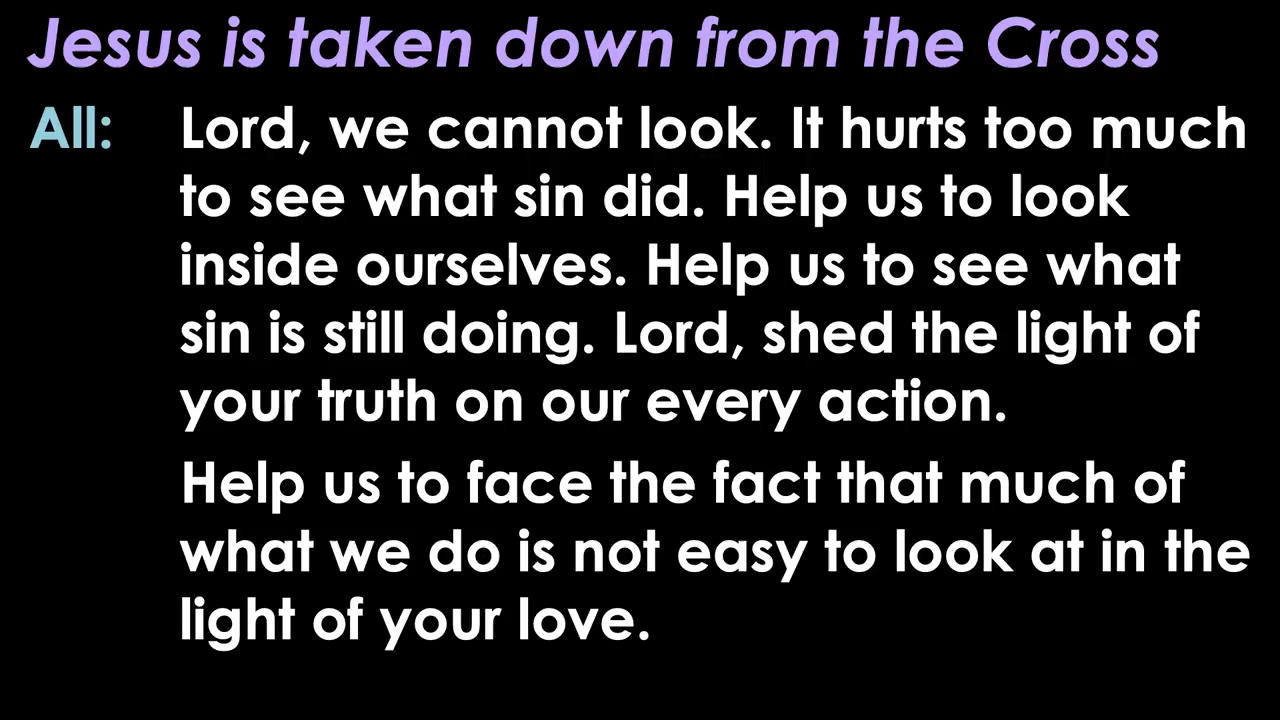 Jesus is taken down from the Cross
All: Lord, we cannot look. It hurts too much
to see what sin did. Help us to look
inside ourselves. Help us to see what
sin is still doing. Lord, shed the light of
your truth on our every action.
Help us to face the fact that much of
what we do is not easy to look at in the
light of your love.